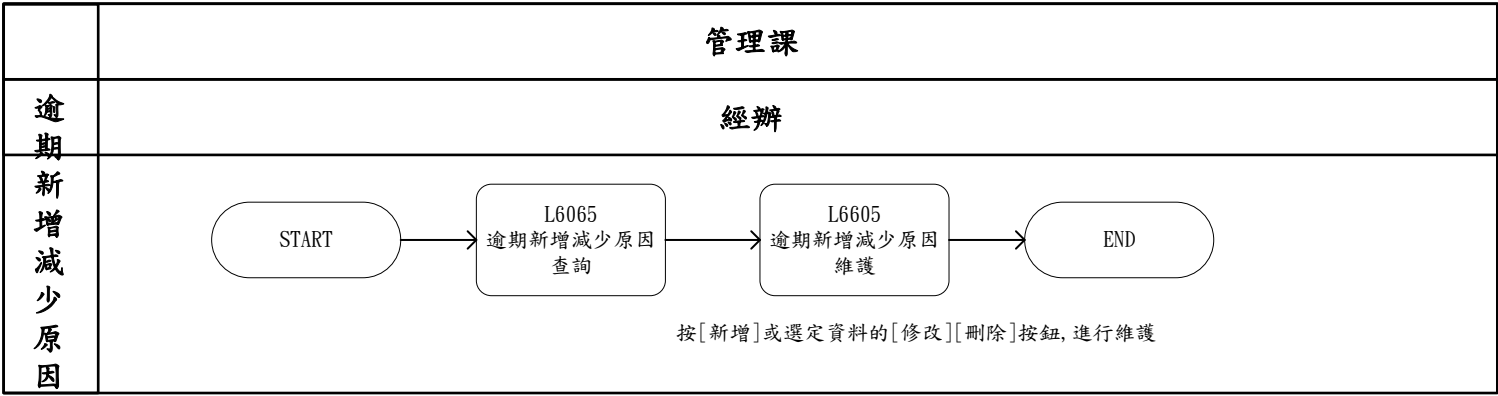 管理課
經辦
逾期新增減少原因
START
L6065
逾期新增減少原因
查詢
L6605
逾期新增減少原因
維護
END
按[新增]或選定資料的[修改][刪除]按鈕,進行維護